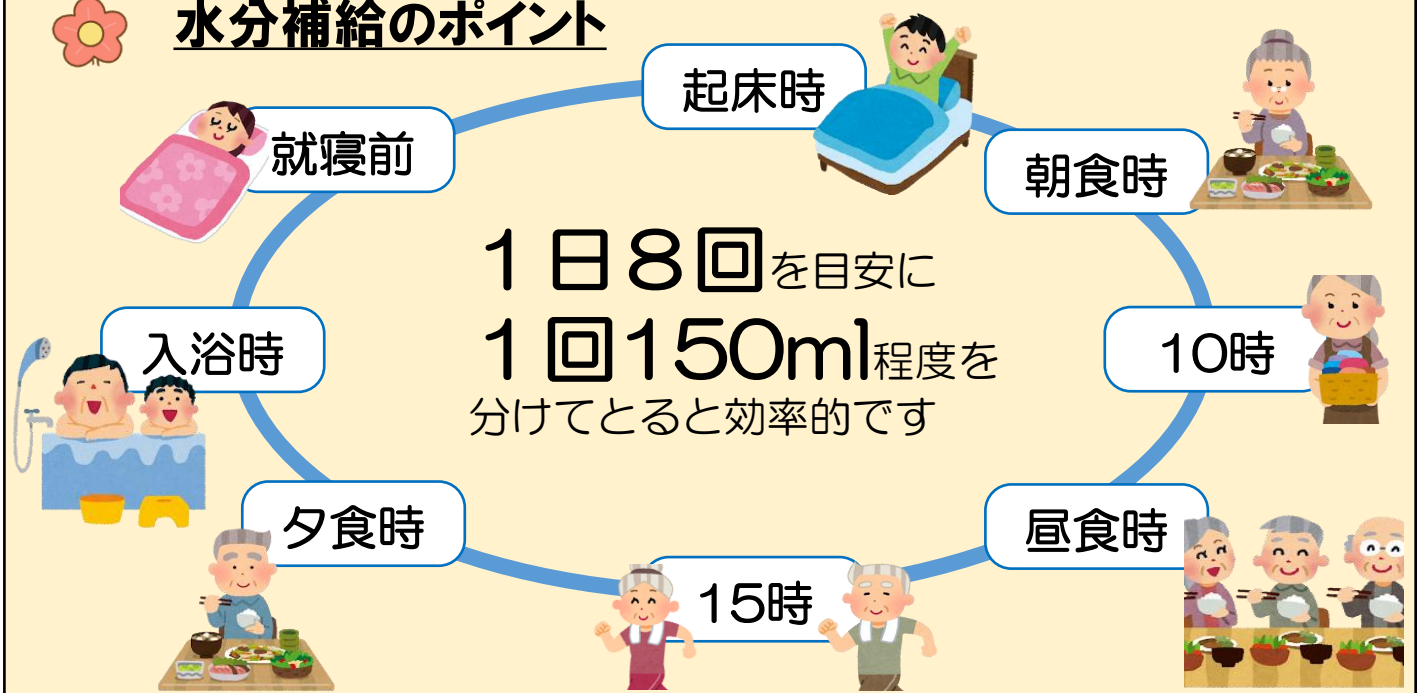 水分補給のポイント
起床時
就寝前
朝食時
1日8回を目安に
1回150ml程度を
分けてとると効率的です
入浴時
10時
夕食時
昼食時
15時